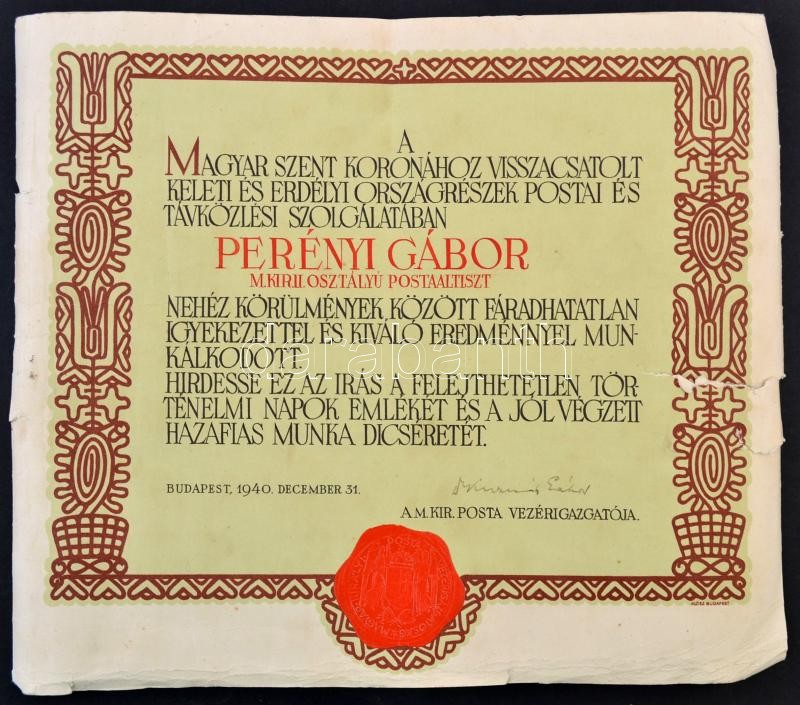 A
MAGYAR SZENT KORONÁHOZ VISSZACSATOLT
KELETI ÉS ERDÉLYI ORSZÁGRÉSZEK POSTAI ÉS
TÁVKÖZLÉSI SZOLGÁLATÁBAN
PERÉNYI GÁBOR
M.KIR.II.OSZTÁLYÚ POSTAALTISZT
NEHÉZ KÖRÜLMÉNYEK KÖZÖTT FÁRADHATATLAN
IGYEKEZETTEL ÉS KIVÁLÓ EREDMÉNNYEL MUN-
KÁLKODOTT.
HIRDESSE EZ AZ IRÁS A FELEJTHETETLEN TÖR-
TÉNELMI NAPOK EMLÉKÉT ÉS A JÓL VÉGZETT
HAZAFIAS MUNKA DICSÉRETÉT.
darabanth
BUDAPEST, 1940. DECEMBER 31.
A.M.KIR. POSTA VEZÉRIGAZGATÓJA.